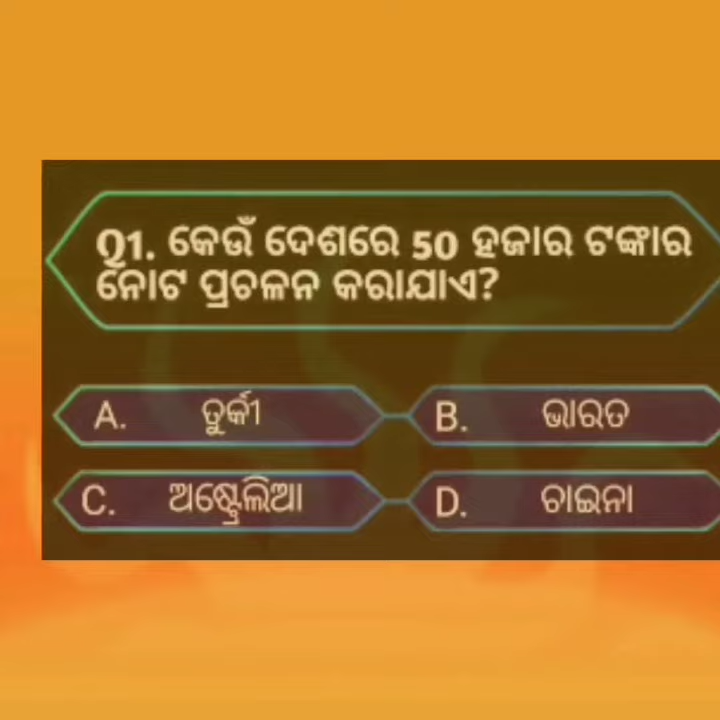 Q1. କେଉଁ ଦେଶରେ 50 ହଜାର ଟଙ୍କାର
ନୋଟ ପ୍ରଚଳନ କରାଯାଏ?
A. ତୁର୍କୀ
B. ଭାରତ
C. ଅଷ୍ଟ୍ରେଲିଆ
D. ଚାଇନା